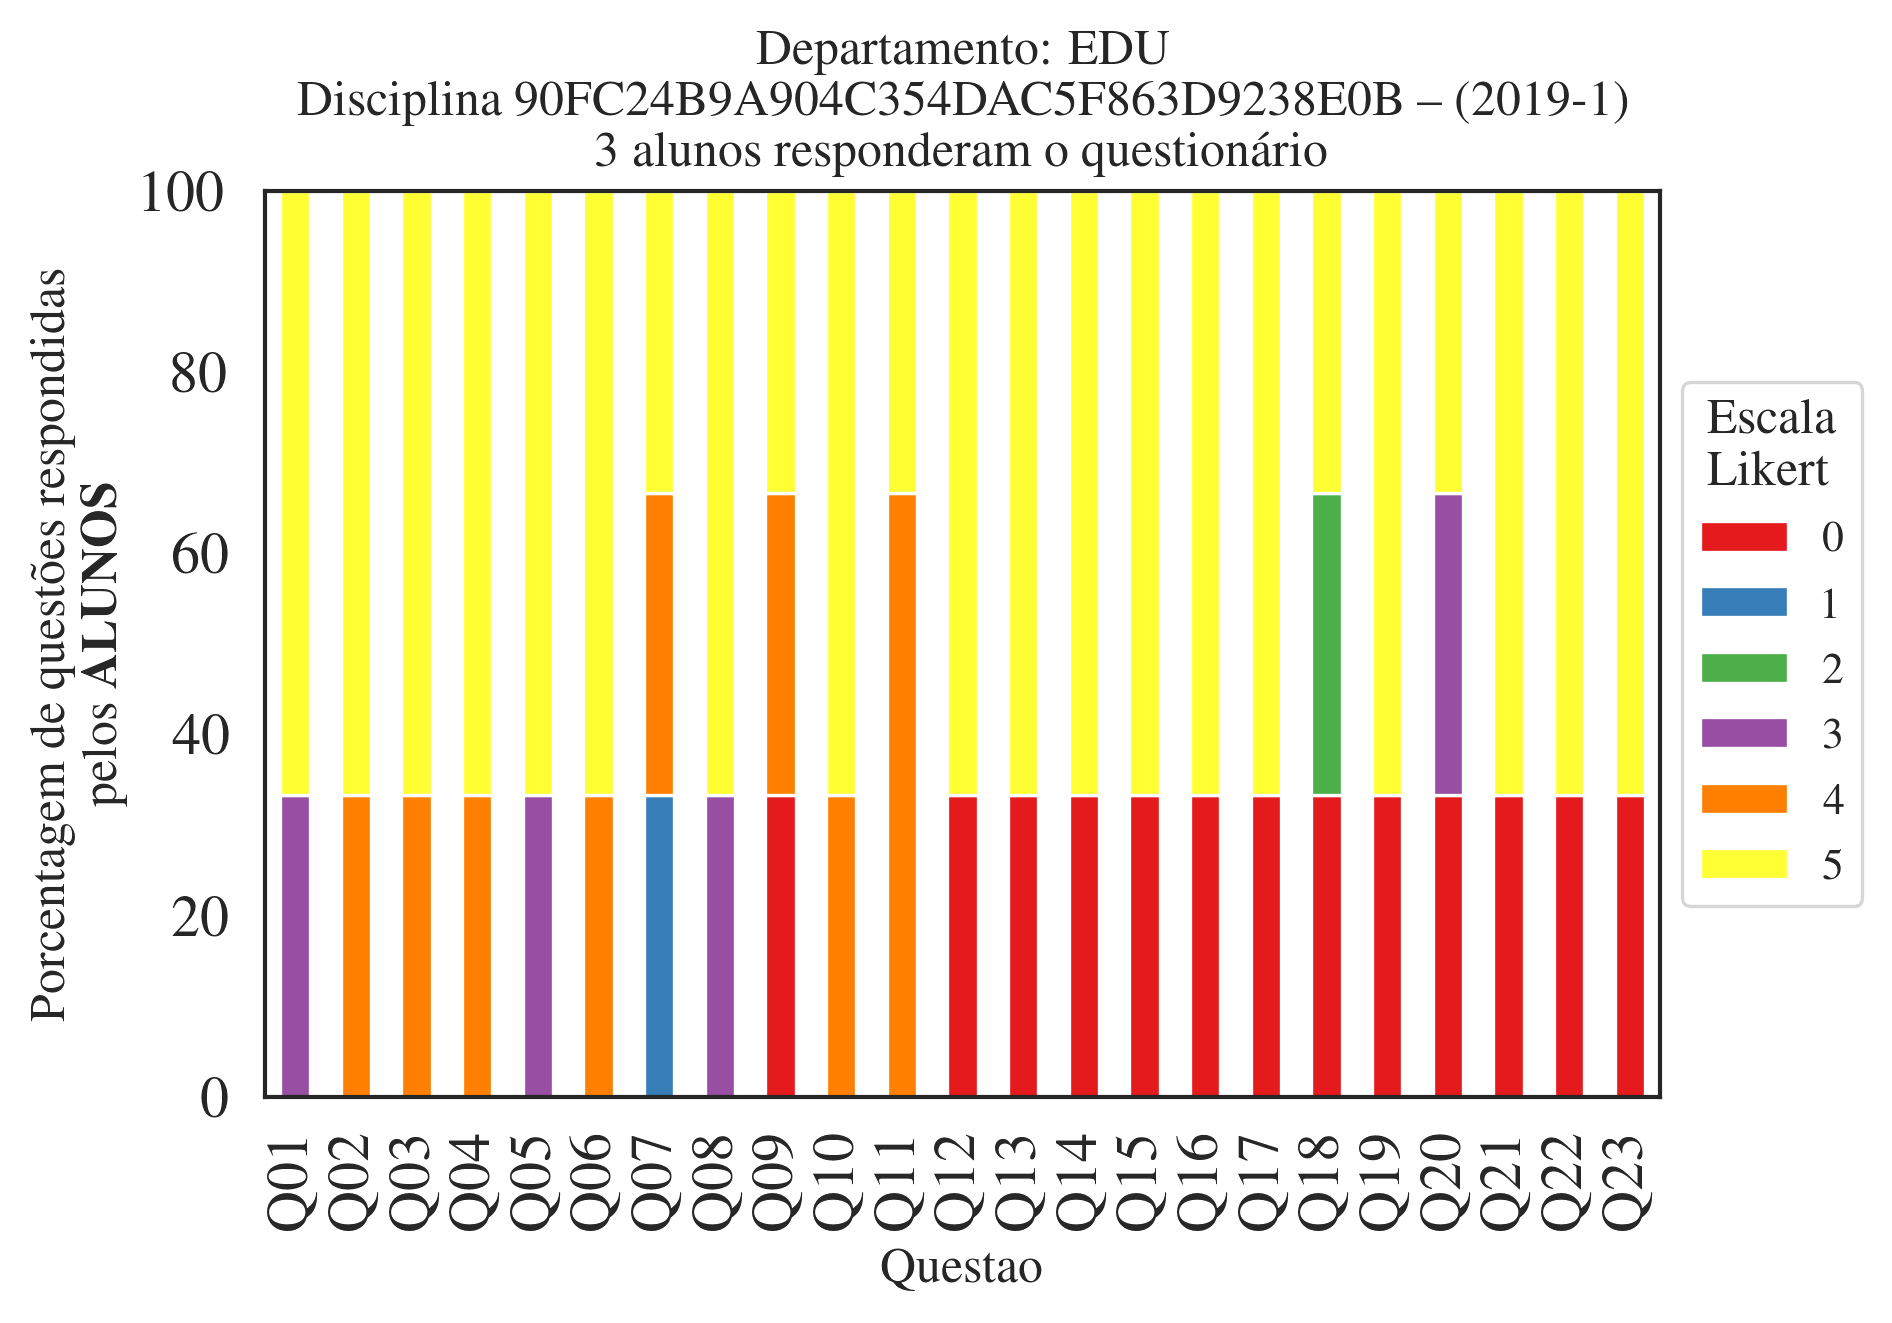 Departamento: EDU
Disciplina 90FC24B9A904C354DAC5F863D9238E0B – (2019-1)
3 alunos responderam o questionário
Porcentagem de questões respondidas
pelos ALUNOS
100
80
60
40
20
0
Q01
Q02
Q03
Q04
Q05
Q06
Q07
Q08
Q09
Q10
Q11
Q12
Q13
Q14
Q15
Q16
Q17
Q18
Q19
Q20
Q21
Q22
Q23
Questao
Escala
Likert
0
1
2
3
4
5